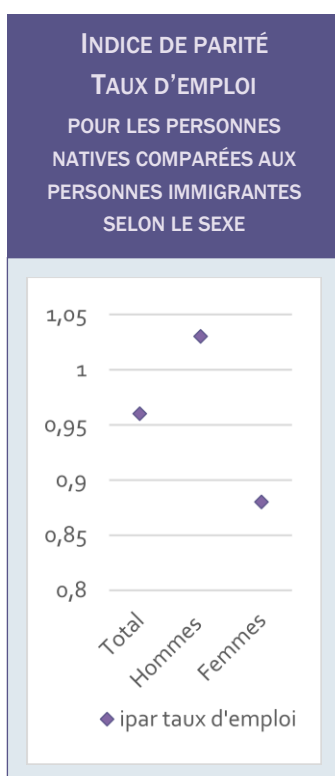 INDICE DE PARITÉ
TAUX D'EMPLOI
POUR LES PERSONNES
NATIVES COMPARÉES AUX
PERSONNES IMMIGRANTES
SELON LE SEXE
1,05
1
0,95
0,9
0,85
0,8
Total
Hommes
Femmes
ipar taux d'emploi